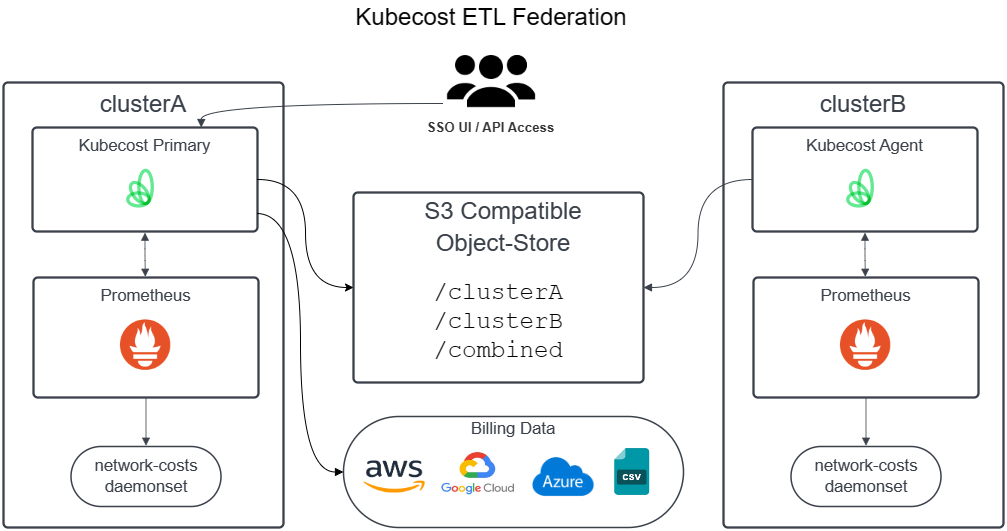 Kubecost ETL Federation
SSO UI / API Access
clusterA
Kubecost Primary
Prometheus
network-costs
daemonset
S3 Compatible
Object-Store
/clusterA
/clusterB
/combined
Billing Data
aws
Google Cloud
Azure
CSV
clusterB
Kubecost Agent
Prometheus
network-costs
daemonset